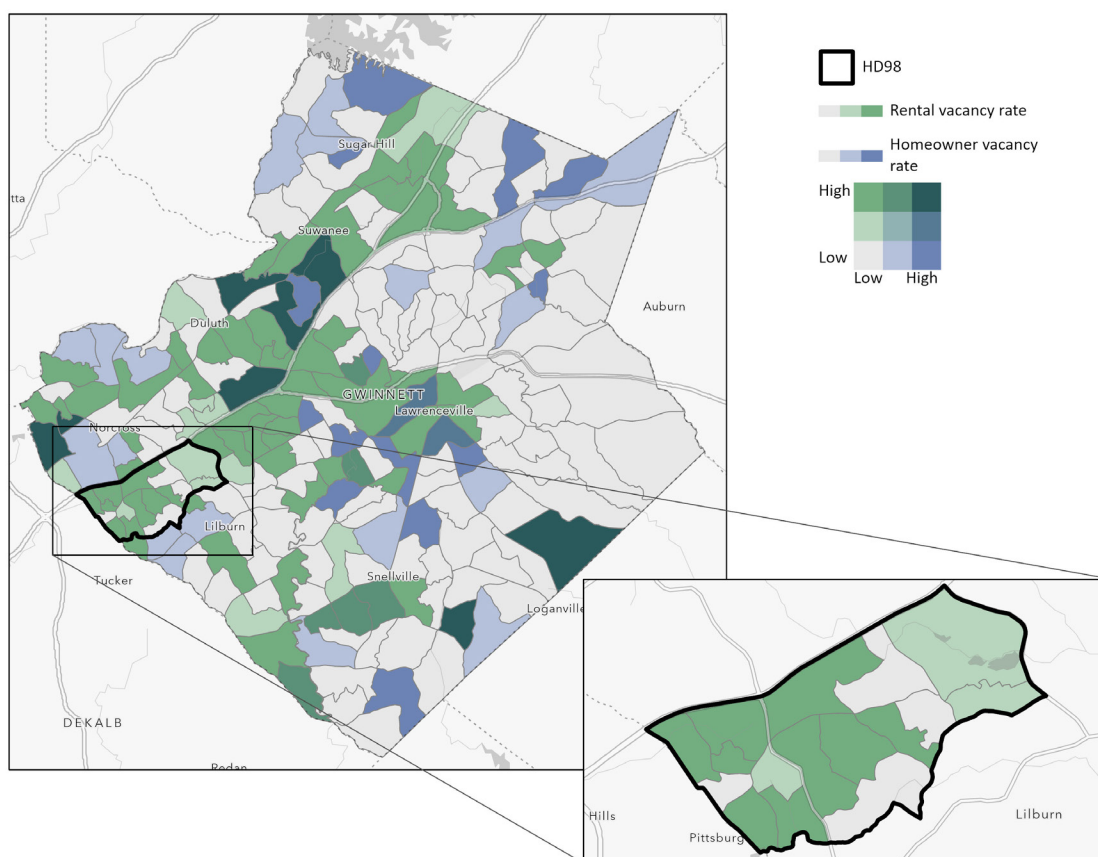 HD98
Rental vacancy rate
Homeowner vacancy
rate
High
Low
Low High
tta
Sugar Hill
Suwanee
Auburn
Duluth
GWINNETT
Lawrenceville
Norcross
Lilburn
Tucker
Snellville
Loganville
DEKALB
Redan
Hills
Pittsburg
Lilburn